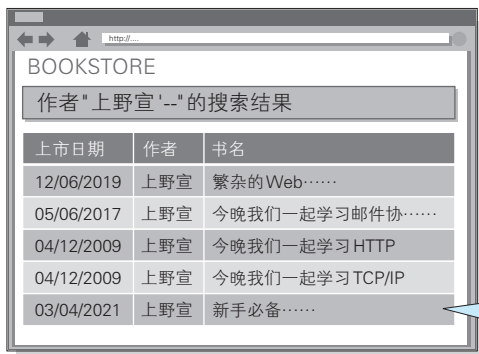 http://....
BOOKSTORE
作者"上野宣'--"的搜索结果
上市日期 作者 书名
12/06/2019 上野宣 繁杂的Web……
05/06/2017 上野宣 今晚我们一起学习邮件协……
04/12/2009 上野宣 今晚我们一起学习HTTP
04/12/2009 上野宣 今晚我们一起学习TCP/IP
03/04/2021 上野宣 新手必备……